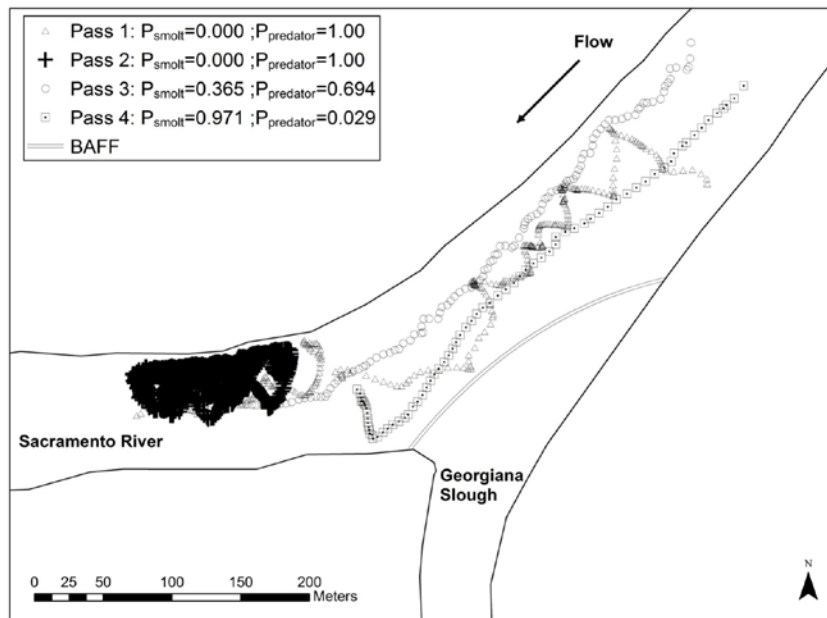 Pass 1: Psmolt=0.000 ;Ppredator=1.00
Pass 2: Psmolt=0.000 ;Ppredator=1.00
Pass 3: Psmolt=0.365 ;Ppredator=0.694
Pass 4: Psmolt=0.971 ;Ppredator=0.029
BAFF
Flow
Sacramento River
Georgiana
Slough
0 25 50 100 150 200
Meters
N